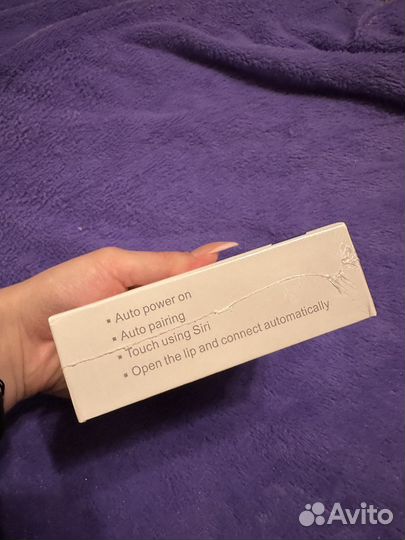 ▪ Auto power on
▪ Auto pairing
▪ Touch using Siri
▪ Open the lip and connect automatically
Avito